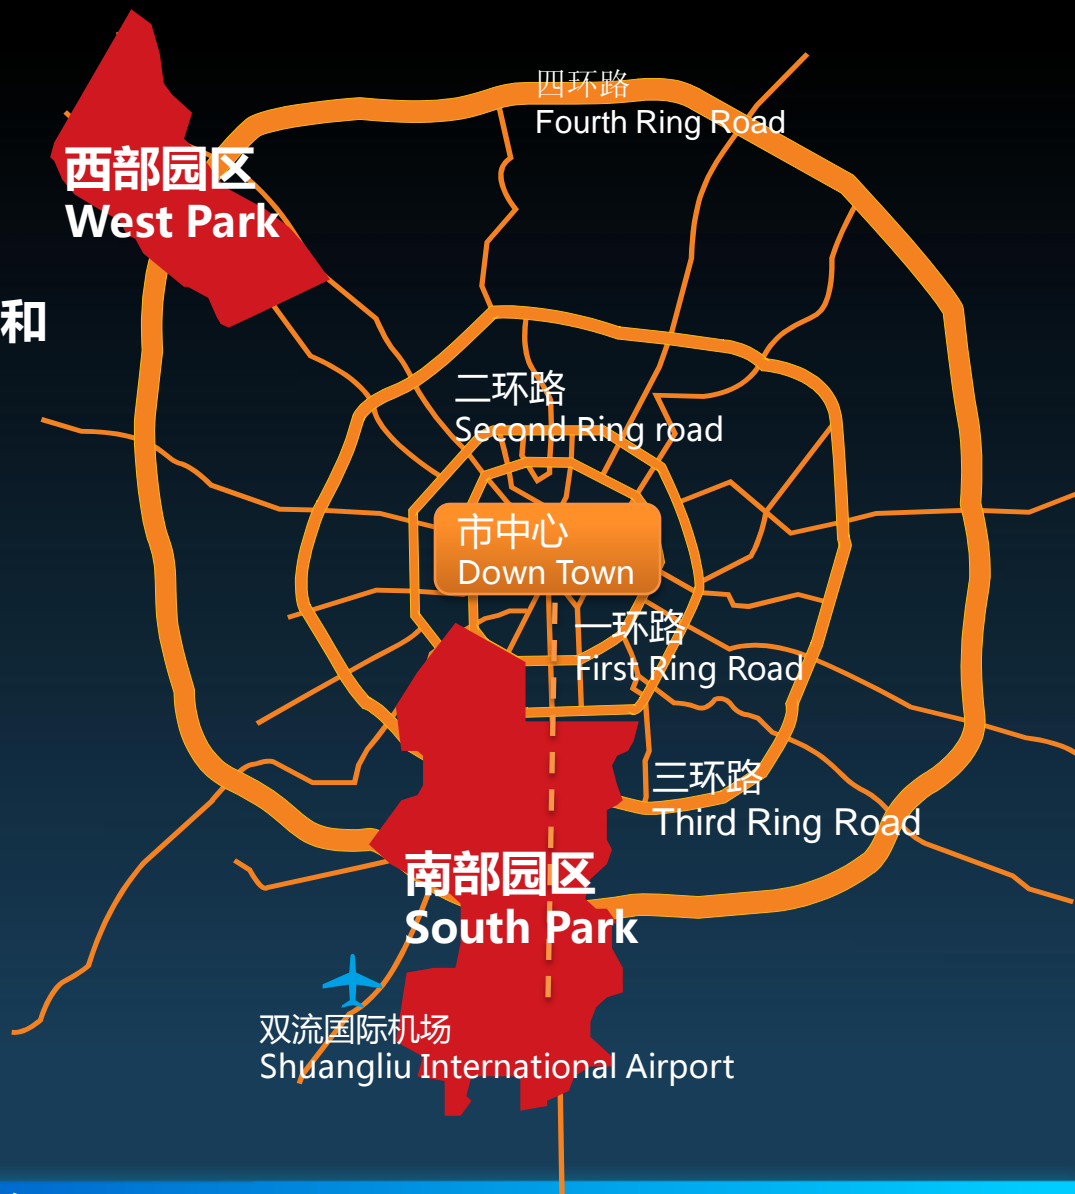 四环路
Fourth Ring Road
西部园区
West Park
和
二环路
Second Ring road
市中心
Down Town
一环路
First Ring Road
三环路
Third Ring Road
南部园区
South Park
双流国际机场
Shuangliu International Airport